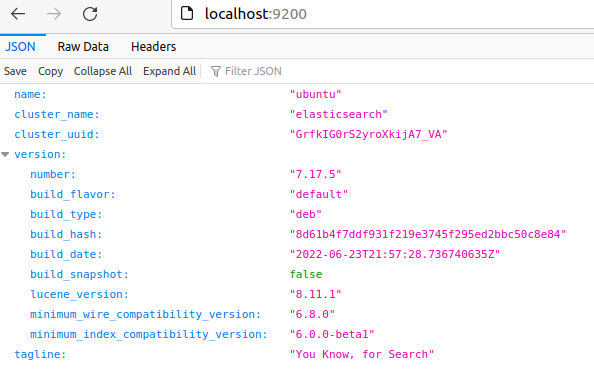 localhost:9200
JSON Raw Data Headers
Save Copy Collapse All Expand All Filter JSON
name: "ubuntu"
cluster_name: "elasticsearch"
cluster_uuid: "GrfkIG0rS2yroXkijA7_VA"
version:
number: "7.17.5"
build_flavor: "default"
build_type: "deb"
build_hash: "8d61b4f7ddf931f219e3745f295ed2bbc50c8e84"
build_date: "2022-06-23T21:57:28.736740635Z"
build_snapshot: false
lucene_version: "8.11.1"
minimum_wire_compatibility_version: "6.8.0"
minimum_index_compatibility_version: "6.0.0-beta1"
tagline: "You Know, for Search"